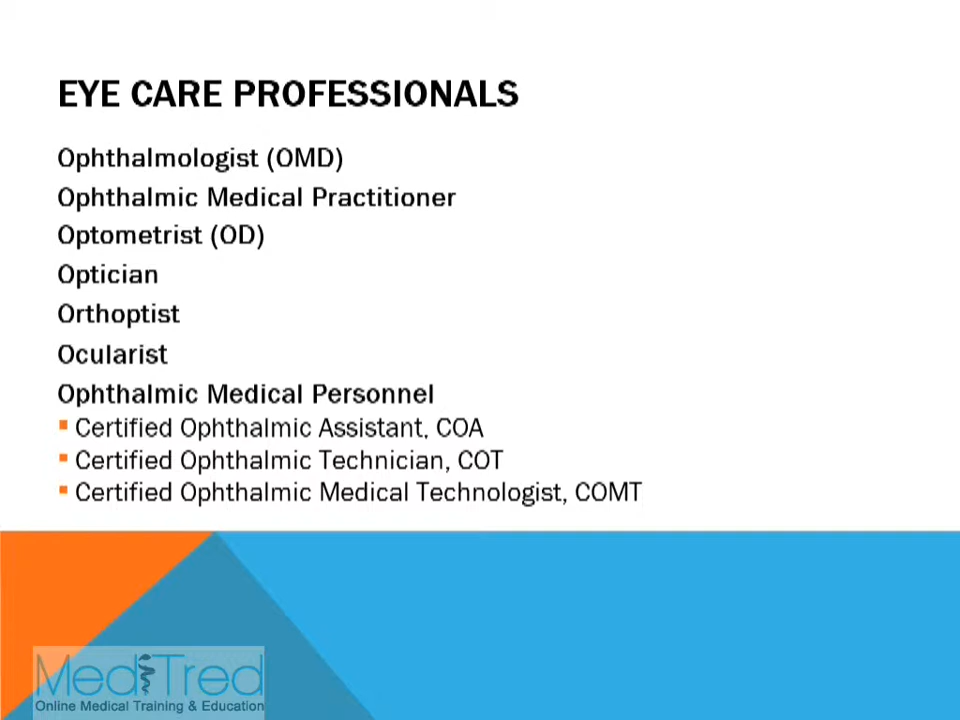 EYE CARE PROFESSIONALS
Ophthalmologist (OMD)
Ophthalmic Medical Practitioner
Optometrist (OD)
Optician
Orthoptist
Ocularist
Ophthalmic Medical Personnel
Certified Ophthalmic Assistant, COA
Certified Ophthalmic Technician, COT
Certified Ophthalmic Medical Technologist, COMT
MediTred
Online Medical Training & Education